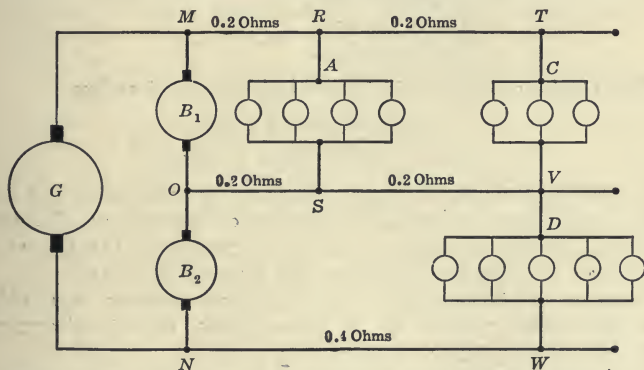 M 0.2 Ohms R 0.2 Ohms T
A C
B1
G O 0.2 Ohms S 0.2 Ohms V
D
B2
N 0.4 Ohms W